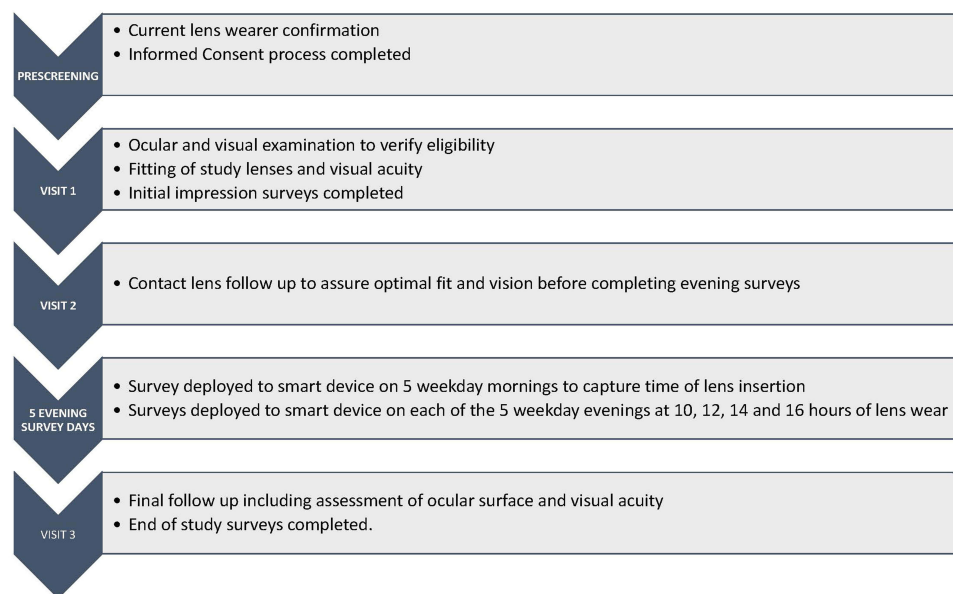 PRESCREENING
• Current lens wearer confirmation
• Informed Consent process completed
VISIT 1
• Ocular and visual examination to verify eligibility
• Fitting of study lenses and visual acuity
• Initial impression surveys completed
VISIT 2
• Contact lens follow up to assure optimal fit and vision before completing evening surveys
5 EVENING
SURVEY DAYS
• Survey deployed to smart device on 5 weekday mornings to capture time of lens insertion
• Surveys deployed to smart device on each of the 5 weekday evenings at 10, 12, 14 and 16 hours of lens wear
VISIT 3
• Final follow up including assessment of ocular surface and visual acuity
• End of study surveys completed.